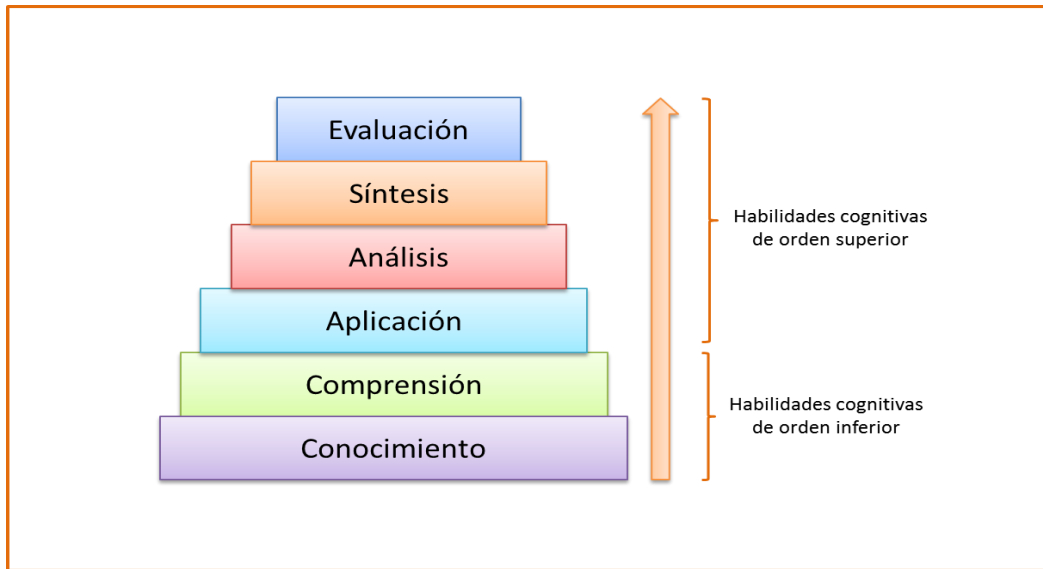 Evaluación
Síntesis
Análisis
Aplicación
Comprensión
Conocimiento
Habilidades cognitivas
de orden superior
Habilidades cognitivas
de orden inferior